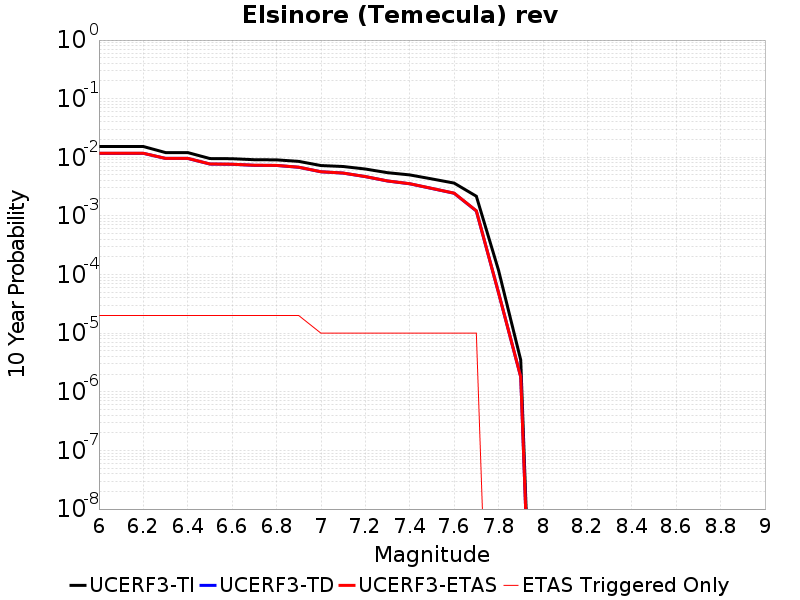 Elsinore (Temecula) rev
10 Year Probability
10^0
10^-1
10^-2
10^-3
10^-4
10^-5
10^-6
10^-7
10^-8
6 6.2 6.4 6.6 6.8 7 7.2 7.4 7.6 7.8 8 8.2 8.4 8.6 8.8 9
Magnitude
UCERF3-TI UCERF3-TD UCERF3-ETAS ETAS Triggered Only